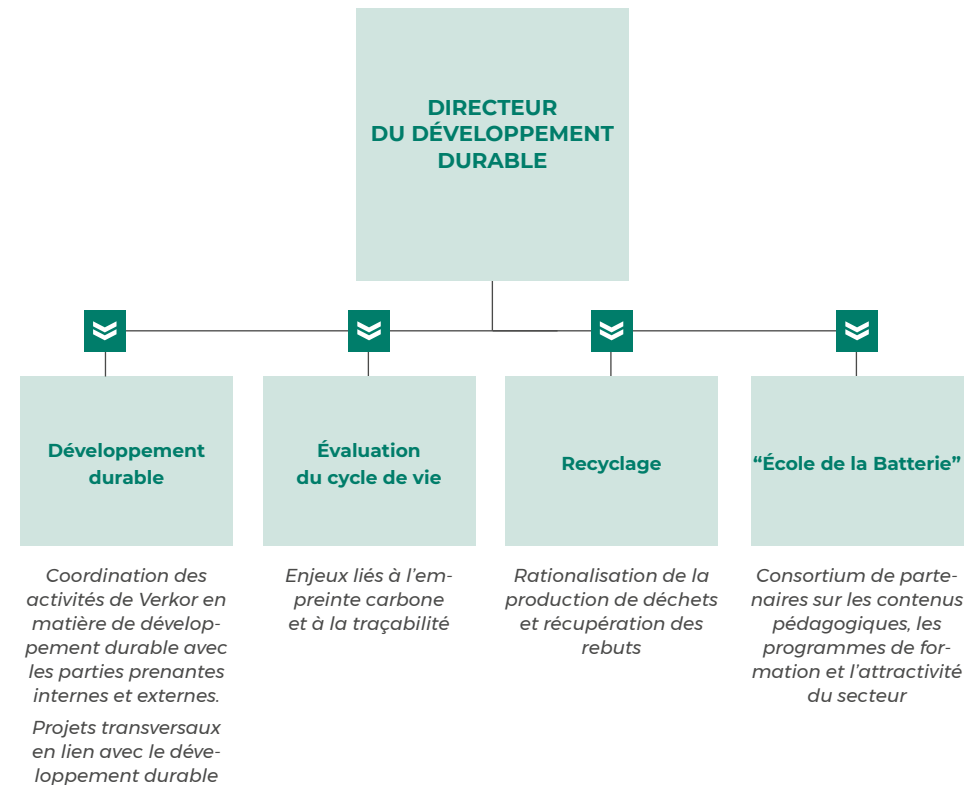 DIRECTEUR
DU DÉVELOPPEMENT
DURABLE
Développement
durable
Évaluation
du cycle de vie
Recyclage
“École de la Batterie”
Coordination des
activités de Verkor en
matière de dévelop-
pement durable avec
les parties prenantes
internes et externes.
Projets transversaux
en lien avec le déve-
loppement durable
Enjeux liés à l’em-
preinte carbone
et à la traçabilité
Rationalisation de la
production de déchets
et récupération des
rebuts
Consortium de parte-
naires sur les contenus
pédagogiques, les
programmes de for-
mation et l’attractivité
du secteur